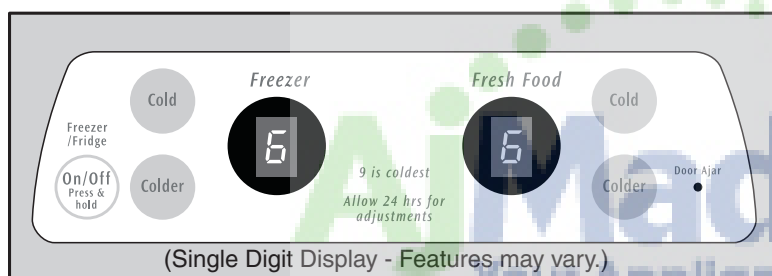 Freezer
Fresh Food
Cold
Cold
Freezer
/Fridge
On/Off
Press &
hold
Colder
6
6
9 is coldest
Allow 24 hrs for
adjustments
Colder
Door Ajar
(Single Digit Display - Features may vary.)